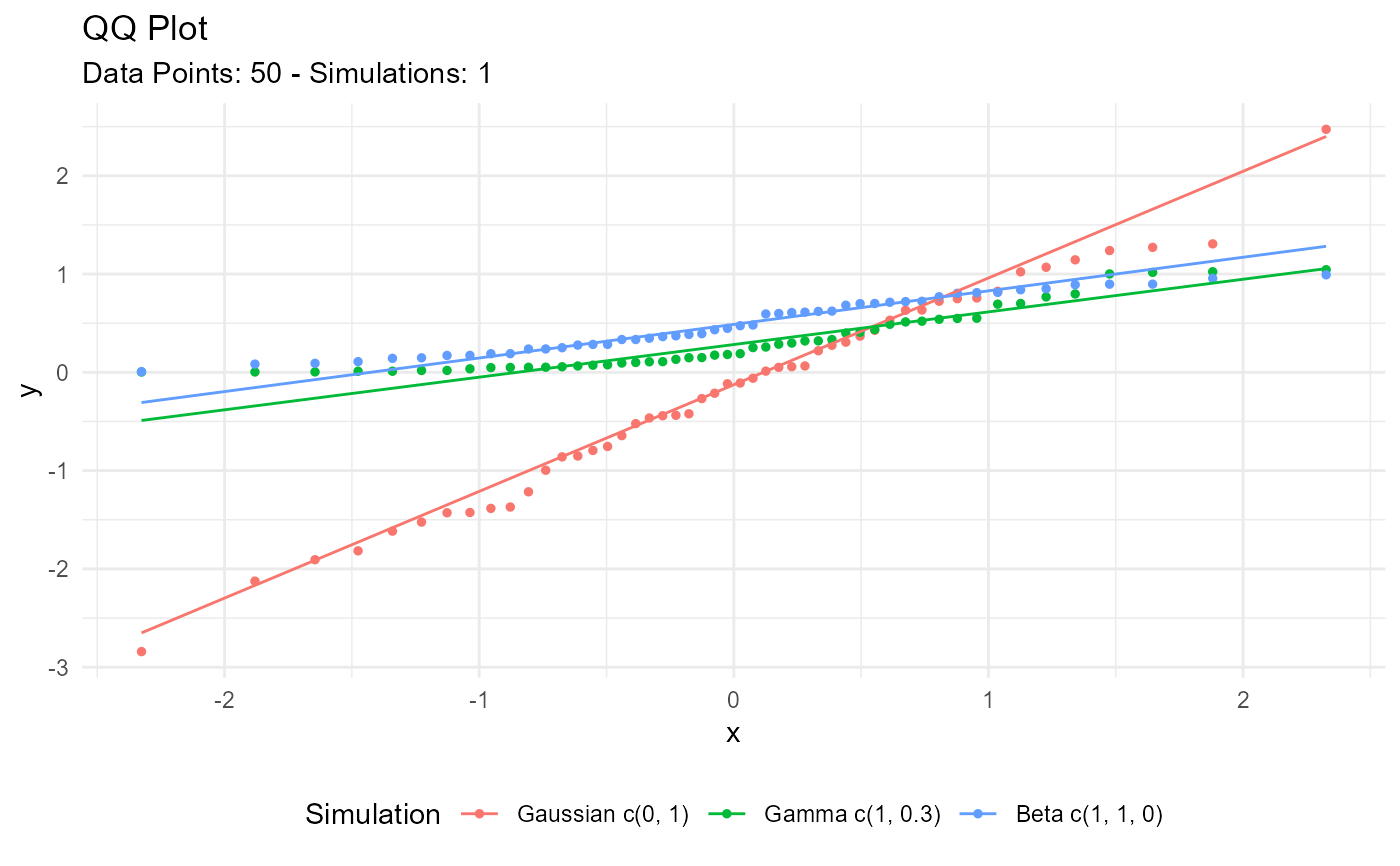 QQ Plot
Data Points: 50 - Simulations: 1
2
1
0
-1
-2
-3
y
-2 -1 0 1 2
x
Simulation Gaussian c(0, 1) Gamma c(1, 0.3) Beta c(1, 1, 0)